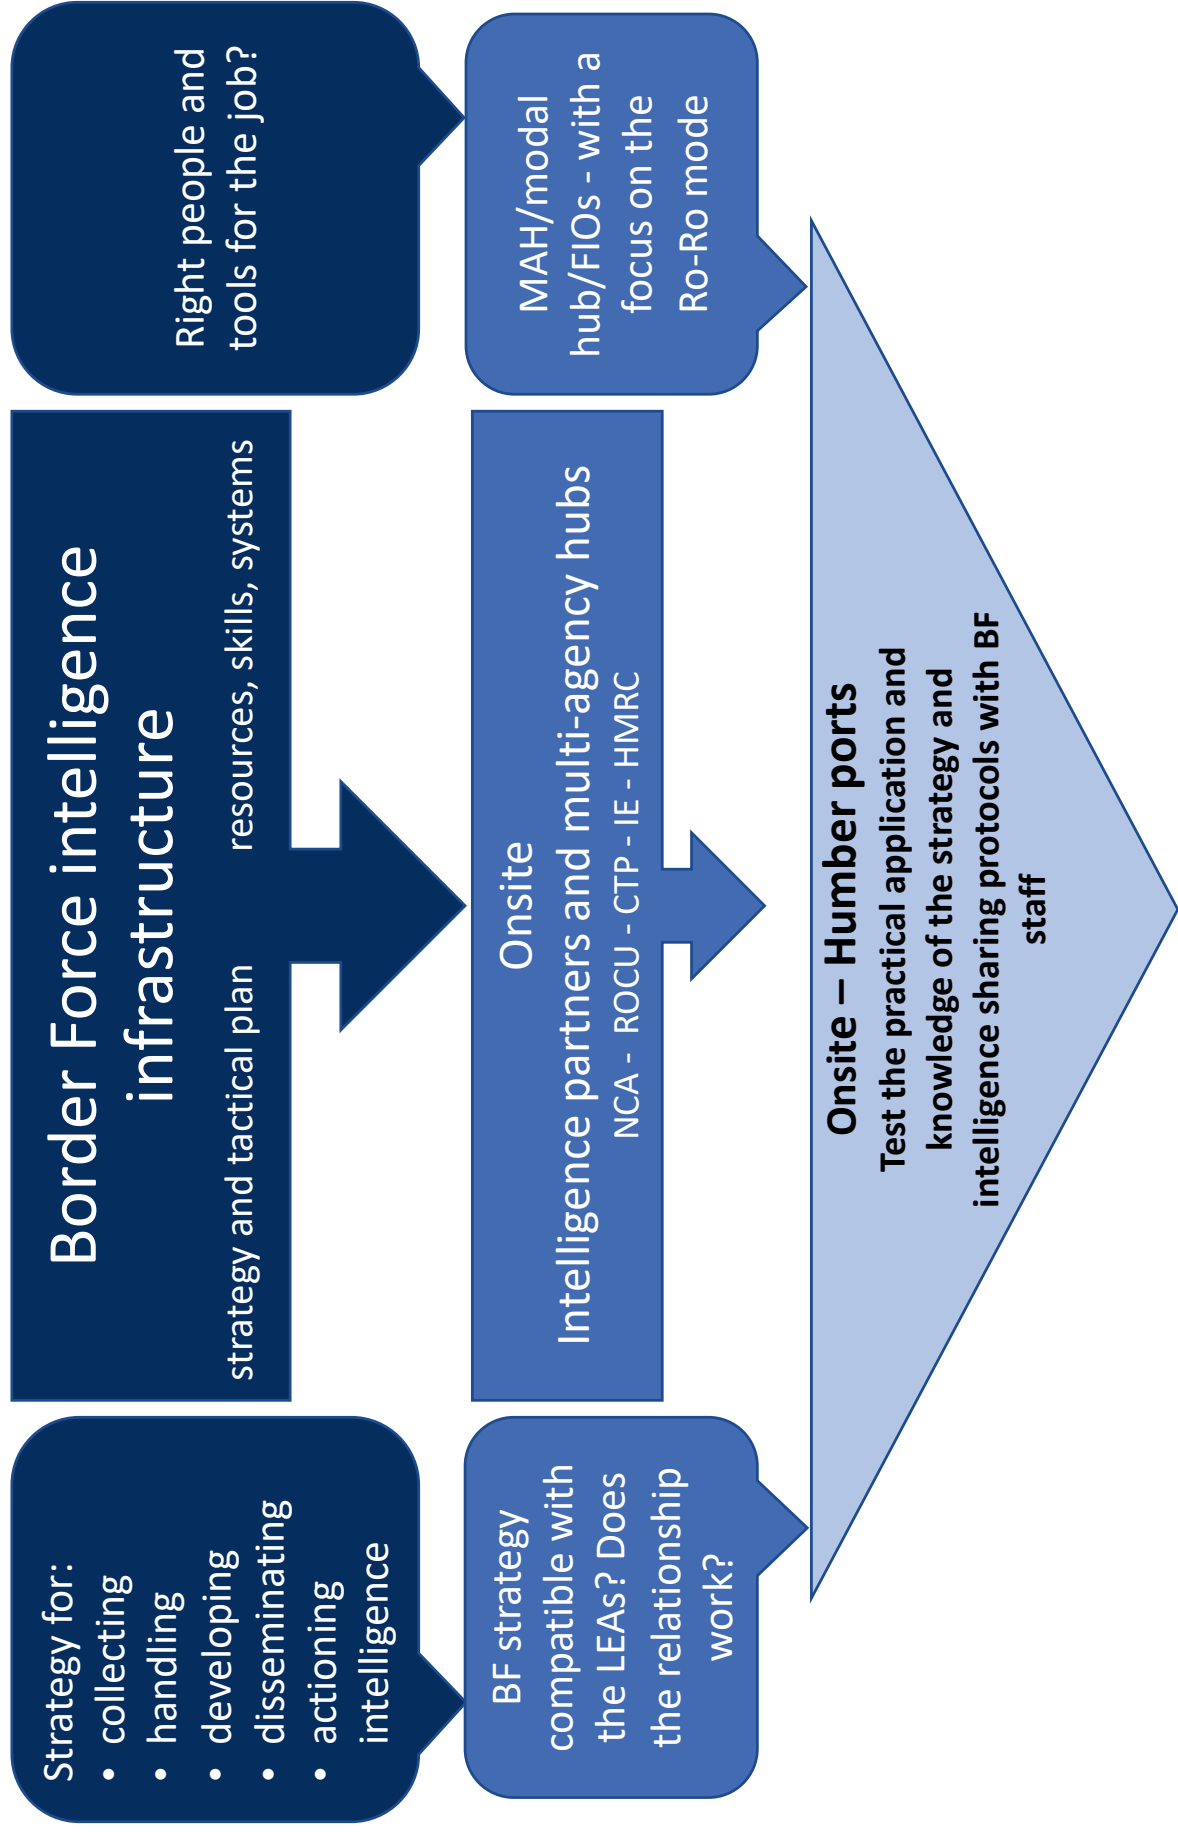 Strategy for:
• collecting
• handling
• developing
• disseminating
• actioning
intelligence
Border Force intelligence
infrastructure
strategy and tactical plan resources, skills, systems
Right people and
tools for the job?
BF strategy
compatible with
the LEAs? Does
the relationship
work?
Onsite
Intelligence partners and multi-agency hubs
NCA - ROCU - CTP - IE - HMRC
MAH/modal
hub/FIOs - with a
focus on the
Ro-Ro mode
Onsite – Humber ports
Test the practical application and
knowledge of the strategy and
intelligence sharing protocols with BF
staff